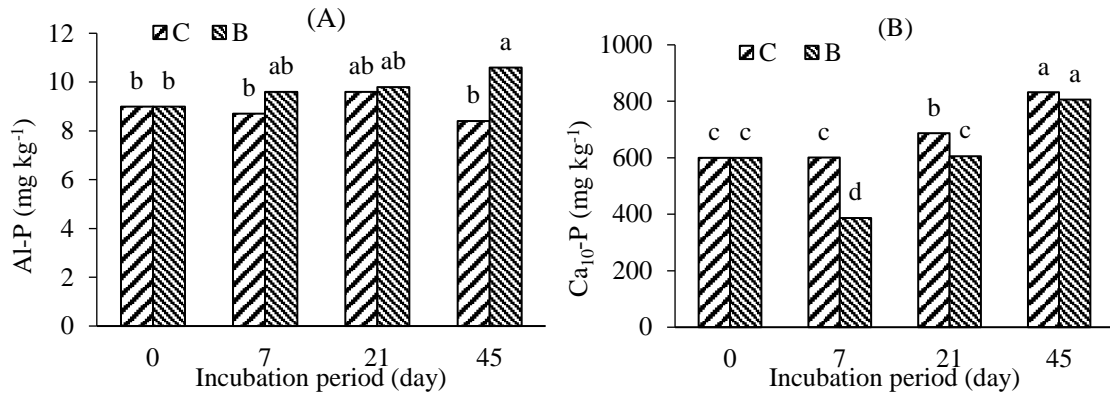 (A)
C B
12
10
8
6
4
2
0
Al-P (mg kg-1)
b b b ab ab ab b a
0 7 21 45
Incubation period (day)
(B)
C B
1000
800
600
400
200
0
Ca10-P (mg kg-1)
c c c d b c a a
0 7 21 45
Incubation period (day)